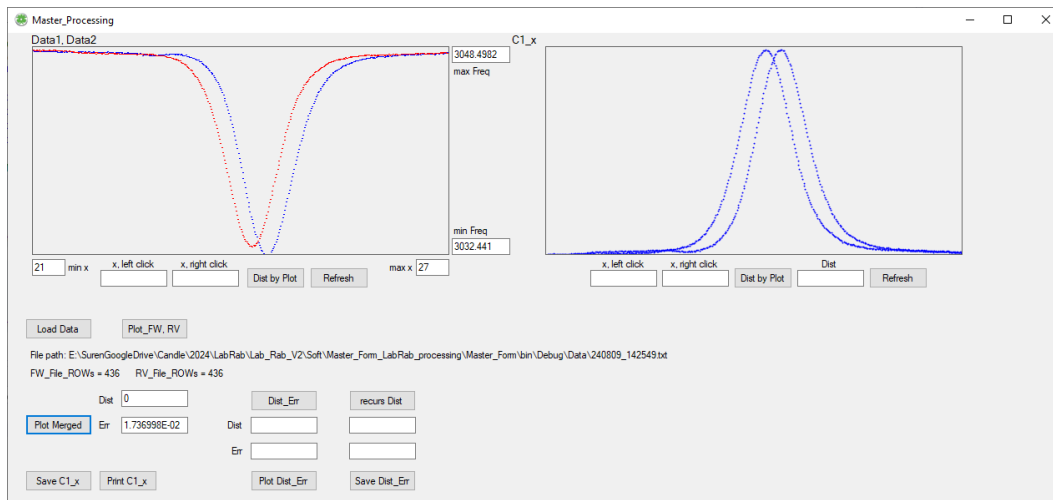 Master_Processing
Data1, Data2
C1_x
3048.4982
max Freq
min Freq
3032.441
21 min x x, left click x, right click Dist by Plot Refresh max x 27
x, left click x, right click Dist by Plot Dist Refresh
Load Data Plot_FW, RV
File path: E:\SurenGoogleDrive\Candle\2024\LabRab\Lab_Rab_V2\Soft\Master_Form_LabRab_processing\Master_Form\bin\Debug\Data\240809_142549.txt
FW_File_ROWs = 436 RV_File_ROWs = 436
Dist 0 Dist_Err recurs Dist
Plot Merged Err 1.736998E-02 Dist
Err
Save C1_x Print C1_x Plot Dist_Err Save Dist_Err